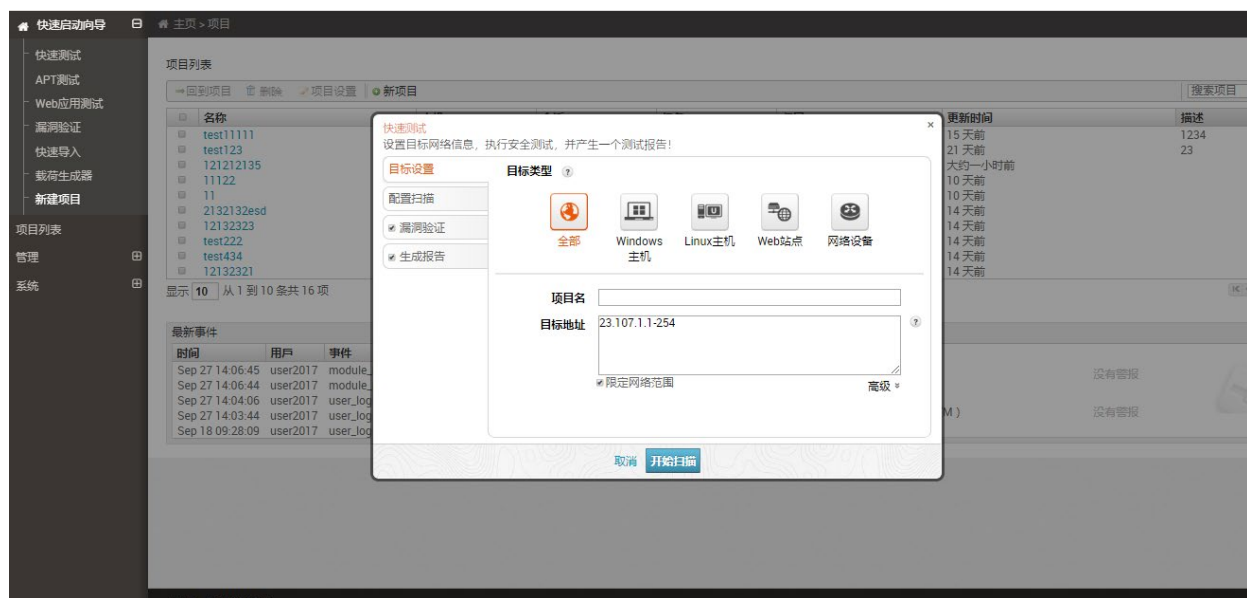 快速启动向导
主页 > 项目
快速测试
APT测试
Web应用测试
漏洞验证
快速导入
载荷生成器
新建项目
项目列表
管理
系统
项目列表
回到项目 删除 项目设置 新项目
搜索项目
名称 更新时间 描述
test11111 15 天前 1234
test123 21 天前 23
121212135 大约一小时前
11122 10 天前
11 10 天前
2132132esd 14 天前
12132323 14 天前
test222 14 天前
test434 14 天前
12132321 14 天前
显示 10 从 1 到 10 条共 16 项
最新事件
时间 用戶 事件
Sep 27 14:06:45 user2017 module_
Sep 27 14:06:44 user2017 module_
Sep 27 14:04:06 user2017 user_log
Sep 27 14:03:44 user2017 user_log
Sep 18 09:28:09 user2017 user_log
没有警报
M ) 没有警报
快速测试
设置目标网络信息, 执行安全测试, 并产生一个测试报告!
目标设置
配置扫描
漏洞验证
生成报告
目标类型
全部
Windows主机
Linux主机
Web站点
网络设备
项目名
目标地址 23.107.1.1-254
限定网络范围
高级
取消 开始扫描